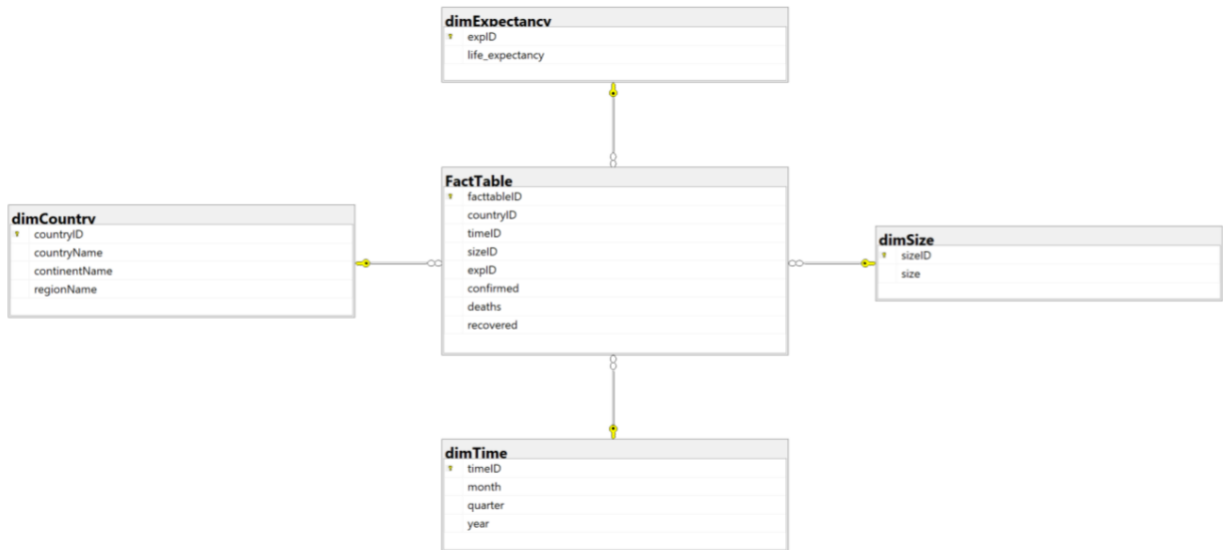 dimExpectancy
expID
life_expectancy
FactTable
facttableID
countryID
timeID
sizeID
expID
confirmed
deaths
recovered
dimCountry
countryID
countryName
continentName
regionName
dimSize
sizeID
size
dimTime
timeID
month
quarter
year